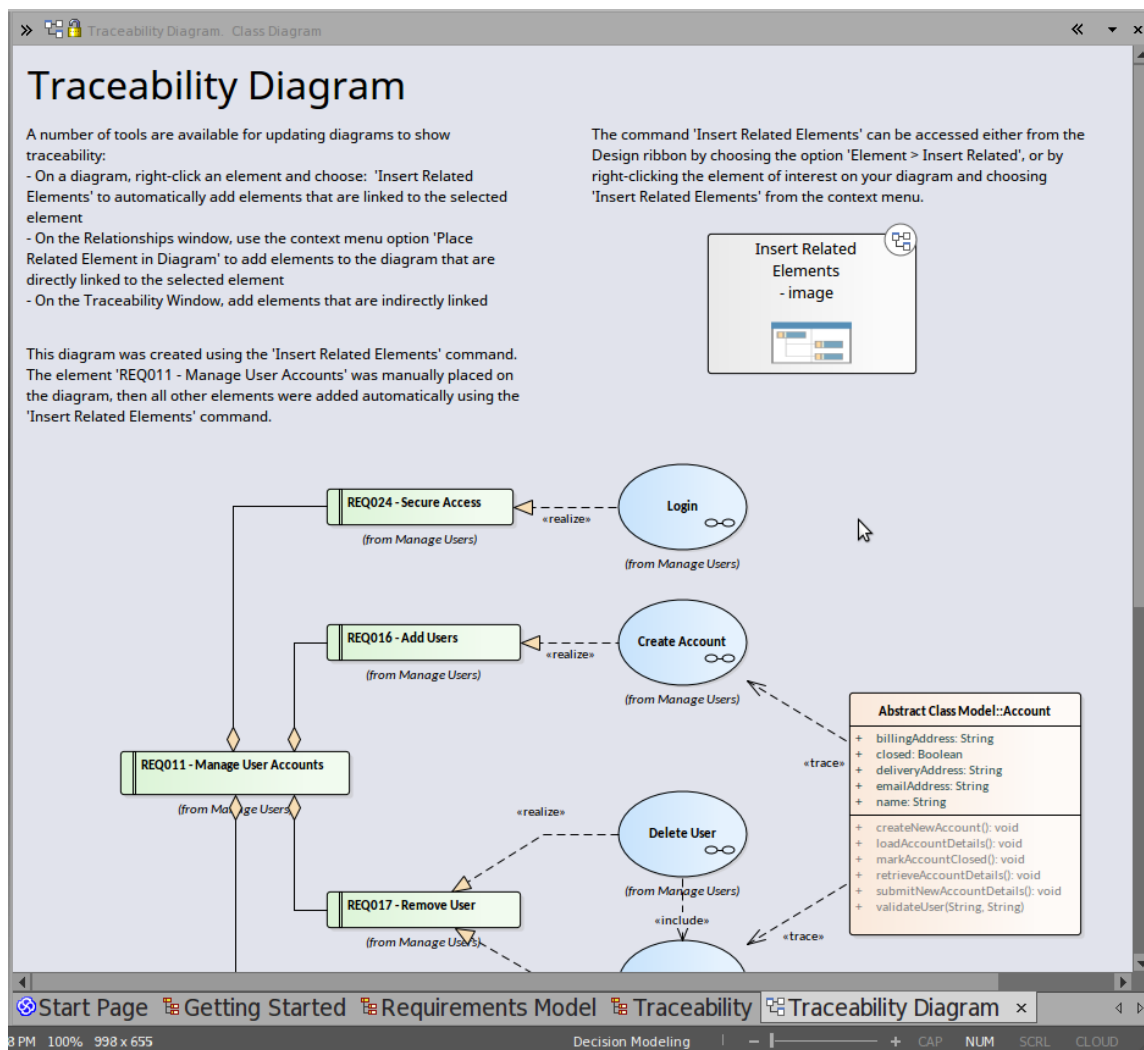 Traceability Diagram.  Class Diagram
Traceability Diagram
A number of tools are available for updating diagrams to show
traceability:
- On a diagram, right-click an element and choose:  'Insert Related
Elements' to automatically add elements that are linked to the selected
element
- On the Relationships window, use the context menu option 'Place
Related Element in Diagram' to add elements to the diagram that are
directly linked to the selected element
- On the Traceability Window, add elements that are indirectly linked
This diagram was created using the 'Insert Related Elements' command.
The element 'REQ011 - Manage User Accounts' was manually placed on
the diagram, then all other elements were added automatically using the
'Insert Related Elements' command.
The command 'Insert Related Elements' can be accessed either from the
Design ribbon by choosing the option 'Element > Insert Related', or by
right-clicking the element of interest on your diagram and choosing
'Insert Related Elements' from the context menu.
Insert Related
Elements
- image
REQ024 - Secure Access
(from Manage Users)
«realize»
Login
(from Manage Users)
REQ016 - Add Users
(from Manage Users)
«realize»
Create Account
(from Manage Users)
REQ011 - Manage User Accounts
(from Manage Users)
«trace»
Abstract Class Model::Account
+ billingAddress: String
+ closed: Boolean
+ deliveryAddress: String
+ emailAddress: String
+ name: String
+ createNewAccount(): void
+ loadAccountDetails(): void
+ markAccountClosed(): void
+ retrieveAccountDetails(): void
+ submitNewAccountDetails(): void
+ validateUser(String, String)
«realize»
Delete User
(from Manage Users)
REQ017 - Remove User
(from Manage Users)
«include»
«trace»
Start Page
Getting Started
Requirements Model
Traceability
Traceability Diagram
8 PM 100% 998 x 655
Decision Modeling
CAP NUM SCRL CLOUD